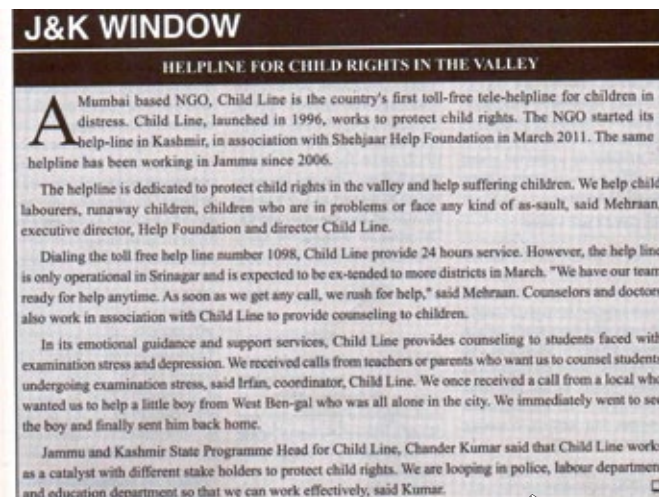 J&K WINDOW
HELPLINE FOR CHILD RIGHTS IN THE VALLEY
A Mumbai based NGO, Child Line is the country's first toll-free tele-helpline for children in
distress. Child Line, launched in 1996, works to protect child rights. The NGO started its
help-line in Kashmir, in association with Shehjaar Help Foundation in March 2011. The same
helpline has been working in Jammu since 2006.
The helpline is dedicated to protect child rights in the valley and help suffering children. We help child
labourers, runaway children, children who are in problems or face any kind of as-sault, said Mehraan,
executive director, Help Foundation and director Child Line.
Dialing the toll free help line number 1098, Child Line provide 24 hours service. However, the help line
is only operational in Srinagar and is expected to be ex-tended to more districts in March. "We have our team
ready for help anytime. As soon as we get any call, we rush for help," said Mehraan. Counselors and doctors
also work in association with Child Line to provide counseling to children.
In its emotional guidance and support services, Child Line provides counseling to students faced with
examination stress and depression. We received calls from teachers or parents who want us to counsel students
undergoing examination stress, said Irfan, coordinator, Child Line. We once received a call from a local who
wanted us to help a little boy from West Ben-gal who was all alone in the city. We immediately went to see
the boy and finally sent him back home.
Jammu and Kashmir State Programme Head for Child Line, Chander Kumar said that Child Line work
as a catalyst with different stake holders to protect child rights. We are looping in police, labour department
and education department so that we can work effectively, said Kumar.